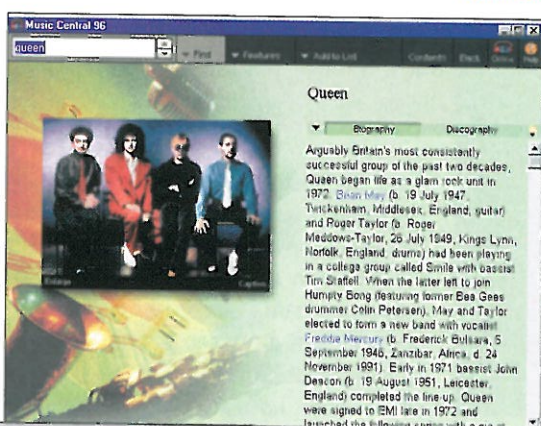 Music Central 96
queen
Find
Features
Add to List
Contents
Back
Online
Help
Queen
Biography
Discography
Arguably Britain's most consistently
successful group of the past two decades,
Queen began life as a glam rock unit in
1972. Brian May (b. 19 July 1947,
Twickenham, Middlesex, England; guitar)
and Roger Taylor (b. Roger
Meddows-Taylor, 26 July 1949, Kings Lynn,
Norfolk, England; drums) had been playing
in a college group called Smile with bassist
Tim Staffell. When the latter left to join
Humpty Bong (featuring former Bee Gees
drummer Colin Petersen), May and Taylor
elected to form a new band with vocalist
Freddie Mercury (b. Frederick Bulsara, 5
September 1946, Zanzibar, Africa, d. 24
November 1991). Early in 1971 bassist John
Deacon (b. 19 August 1951, Leicester,
England) completed the line-up. Queen
were signed to EMI late in 1972 and
launched the following spring with a gig at
Enlarge
Caption